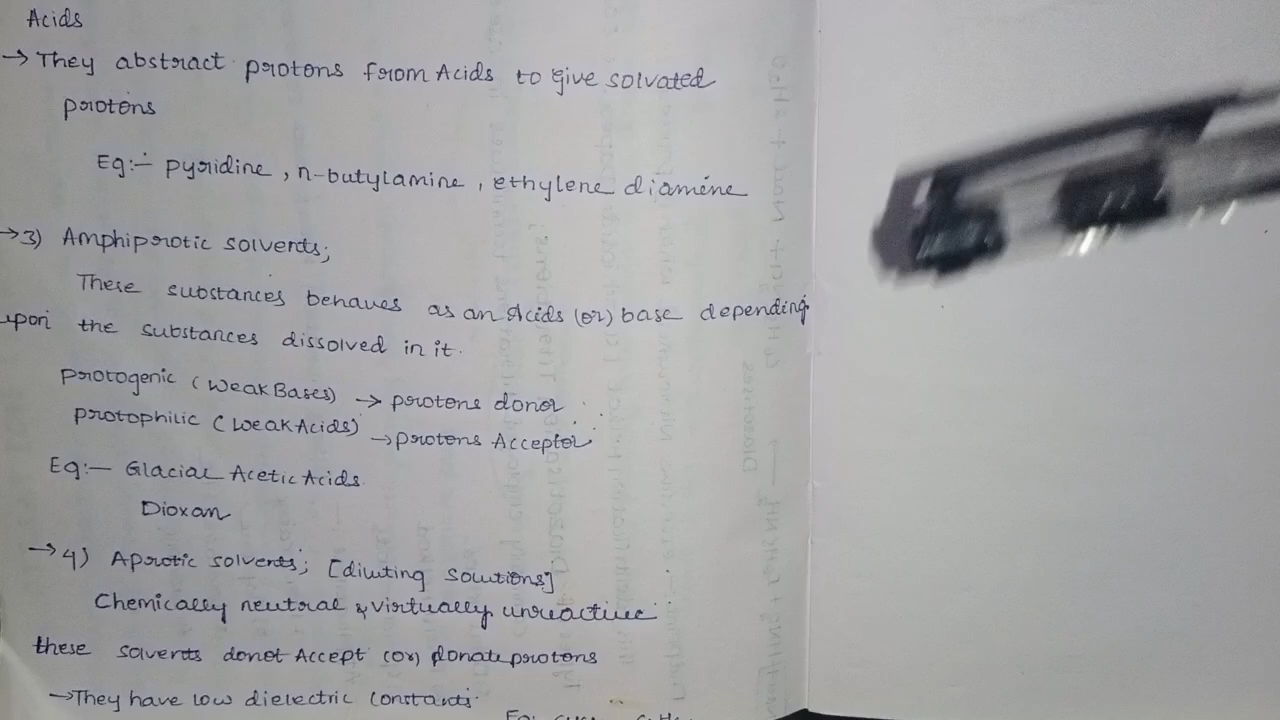 Acids
→ They abstract protons from Acids to give solvated
protons
Eg:- pyridine, n-butylamine, ethylene diamine
→3) Amphiprotic solvents;
These substances behaves as an Acids (or) base depending
upon the substances dissolved in it.
Protogenic (Weak Bases) → protons donor
Protophilic (Weak Acids) → protons Acceptor
Eg:- Glacial Acetic Acids
Dioxan
→4) Aprotic solvents; [diluting solutions]
Chemically neutral & virtually unreactive
these solvents donot Accept (or) donate protons
→They have low dielectric constants